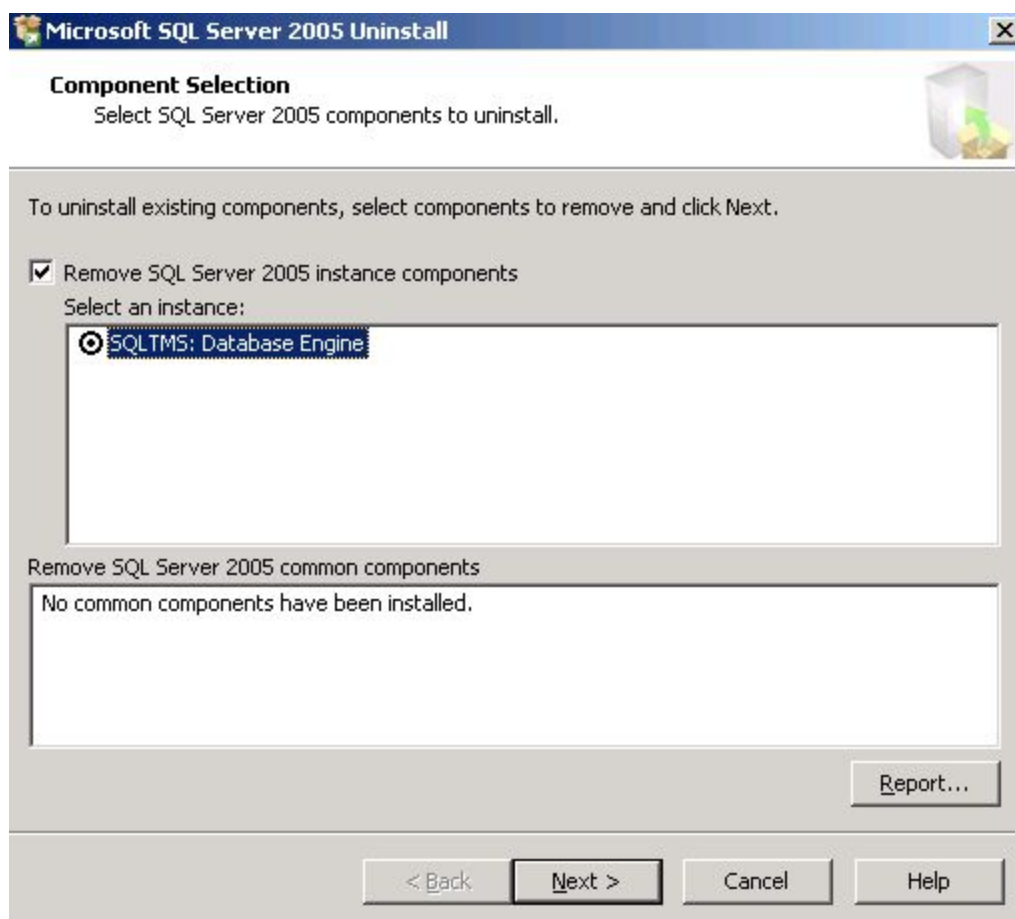 Microsoft SQL Server 2005 Uninstall
Component Selection
Select SQL Server 2005 components to uninstall.
To uninstall existing components, select components to remove and click Next.
Remove SQL Server 2005 instance components
Select an instance:
SQLTMS: Database Engine
Remove SQL Server 2005 common components
No common components have been installed.
Report...
< Back
Next >
Cancel
Help